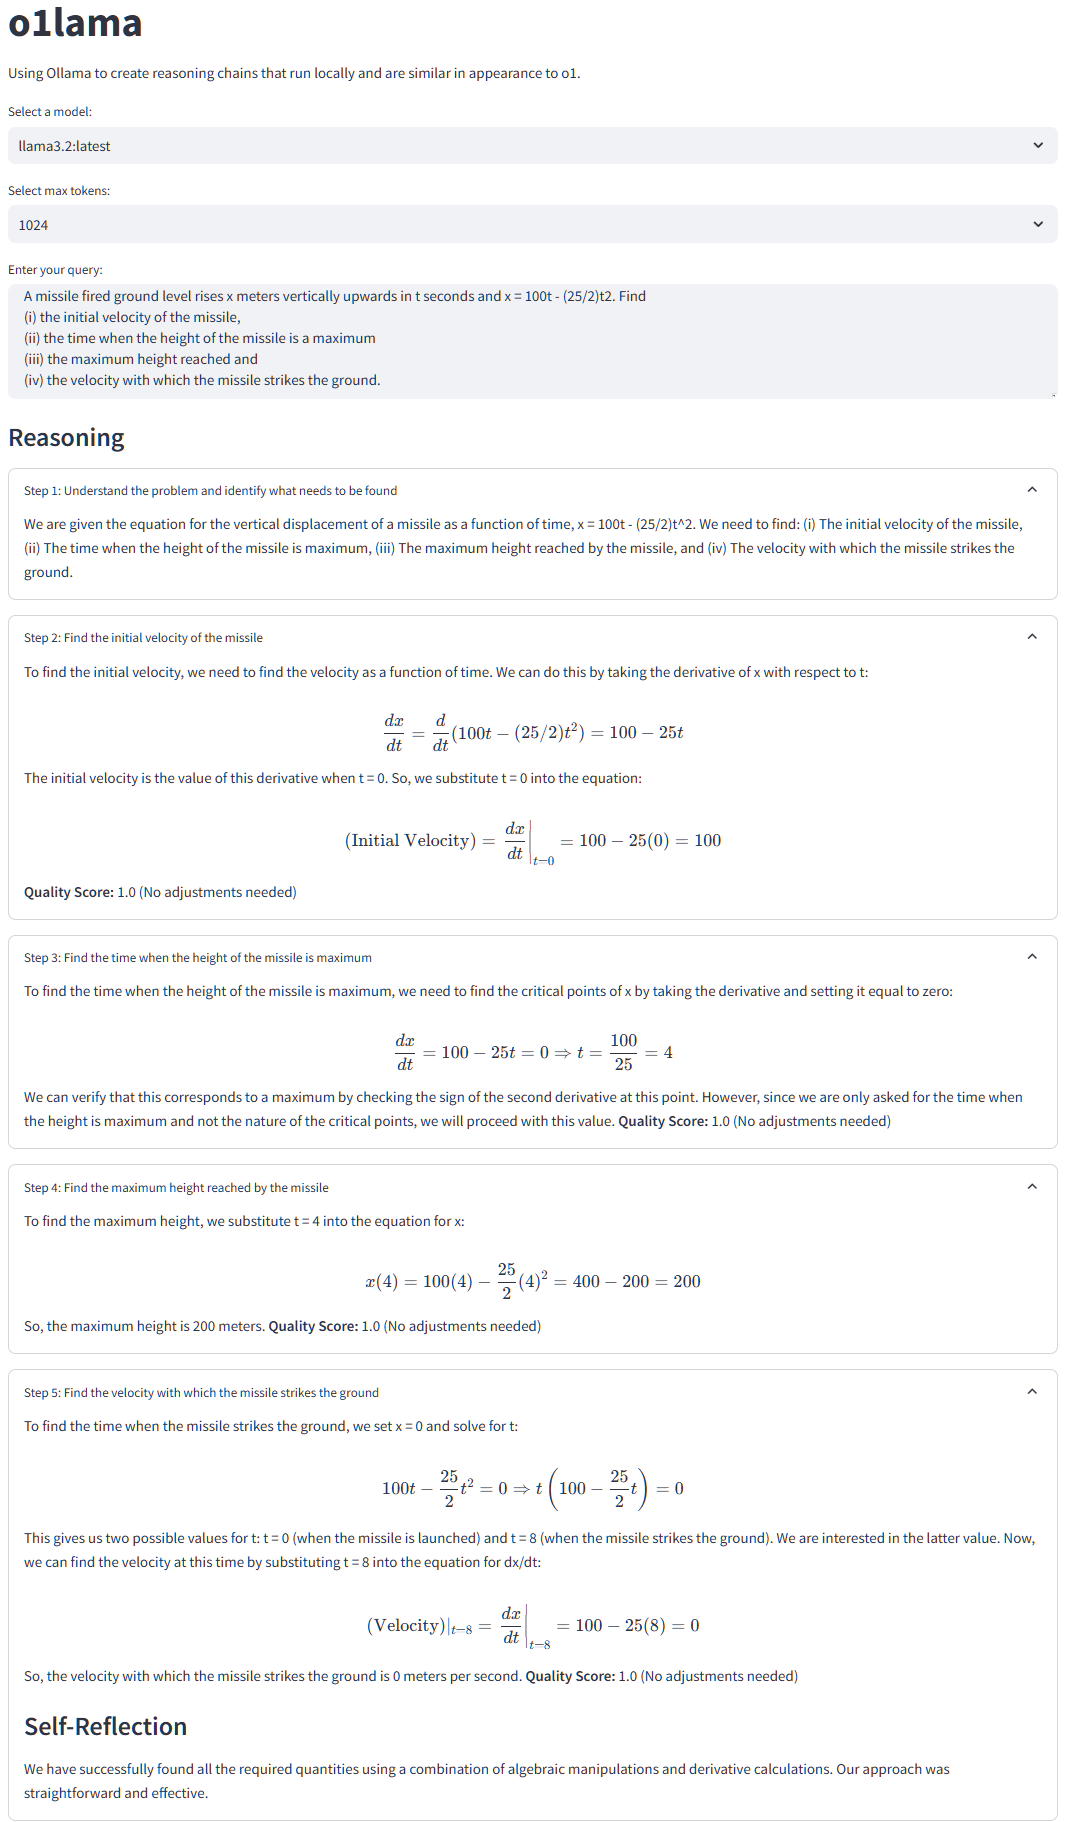 o1lama
Using Ollama to create reasoning chains that run locally and are similar in appearance to o1.
Select a model:
llama3.2:latest
Select max tokens:
1024
Enter your query:
A missile fired ground level rises x meters vertically upwards in t seconds and x = 100t - (25/2)t2. Find
(i) the initial velocity of the missile,
(ii) the time when the height of the missile is a maximum
(iii) the maximum height reached and
(iv) the velocity with which the missile strikes the ground.
Reasoning
Step 1: Understand the problem and identify what needs to be found
We are given the equation for the vertical displacement of a missile as a function of time, x = 100t - (25/2)t^2. We need to find: (i) The initial velocity of the missile,
(ii) The time when the height of the missile is maximum, (iii) The maximum height reached by the missile, and (iv) The velocity with which the missile strikes the
ground.
Step 2: Find the initial velocity of the missile
To find the initial velocity, we need to find the velocity as a function of time. We can do this by taking the derivative of x with respect to t:
dx/dt = d/dt(100t − (25/2)t²) = 100 − 25t
The initial velocity is the value of this derivative when t = 0. So, we substitute t = 0 into the equation:
(Initial Velocity) = dx/dt|t=0 = 100 − 25(0) = 100
Quality Score: 1.0 (No adjustments needed)
Step 3: Find the time when the height of the missile is maximum
To find the time when the height of the missile is maximum, we need to find the critical points of x by taking the derivative and setting it equal to zero:
dx/dt = 100 − 25t = 0 ⇒ t = 100/25 = 4
We can verify that this corresponds to a maximum by checking the sign of the second derivative at this point. However, since we are only asked for the time when
the height is maximum and not the nature of the critical points, we will proceed with this value. Quality Score: 1.0 (No adjustments needed)
Step 4: Find the maximum height reached by the missile
To find the maximum height, we substitute t = 4 into the equation for x:
x(4) = 100(4) − 25/2(4)² = 400 − 200 = 200
So, the maximum height is 200 meters. Quality Score: 1.0 (No adjustments needed)
Step 5: Find the velocity with which the missile strikes the ground
To find the time when the missile strikes the ground, we set x = 0 and solve for t:
100t − 25/2t² = 0 ⇒ t(100 − 25/2t) = 0
This gives us two possible values for t: t = 0 (when the missile is launched) and t = 8 (when the missile strikes the ground). We are interested in the latter value. Now,
we can find the velocity at this time by substituting t = 8 into the equation for dx/dt:
(Velocity)|t=8 = dx/dt|t=8 = 100 − 25(8) = 0
So, the velocity with which the missile strikes the ground is 0 meters per second. Quality Score: 1.0 (No adjustments needed)
Self-Reflection
We have successfully found all the required quantities using a combination of algebraic manipulations and derivative calculations. Our approach was
straightforward and effective.